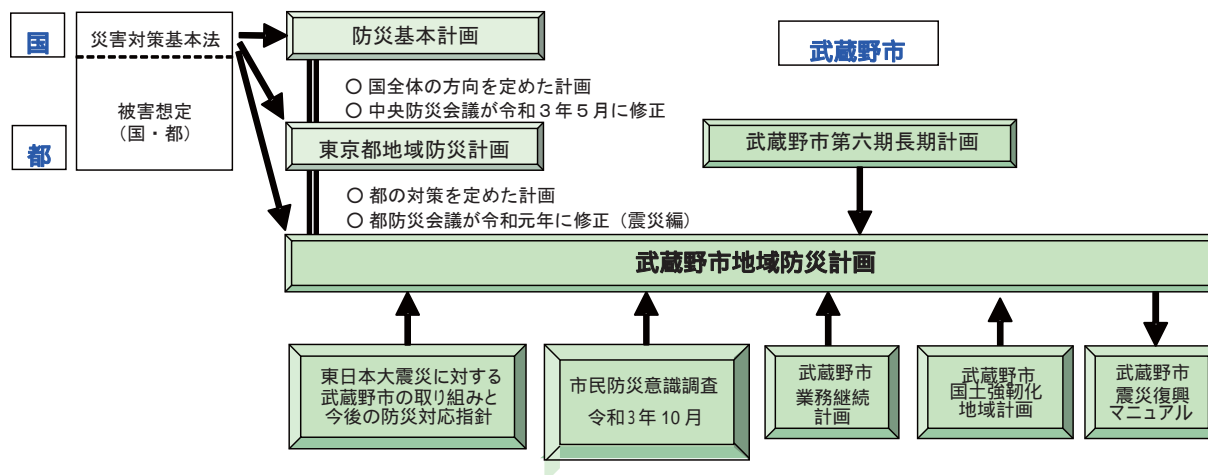 国
災害対策基本法
防災基本計画
武蔵野市
被害想定
（国・都）
都
○ 国全体の方向を定めた計画
○ 中央防災会議が令和３年５月に修正
東京都地域防災計画
武蔵野市第六期長期計画
○ 都の対策を定めた計画
○ 都防災会議が令和元年に修正（震災編）
武蔵野市地域防災計画
東日本大震災に対する
武蔵野市の取り組みと
今後の防災対応指針
市民防災意識調査
令和3年10月
武蔵野市
業務継続
計画
武蔵野市
国土強靭化
地域計画
武蔵野市
震災復興
マニュアル